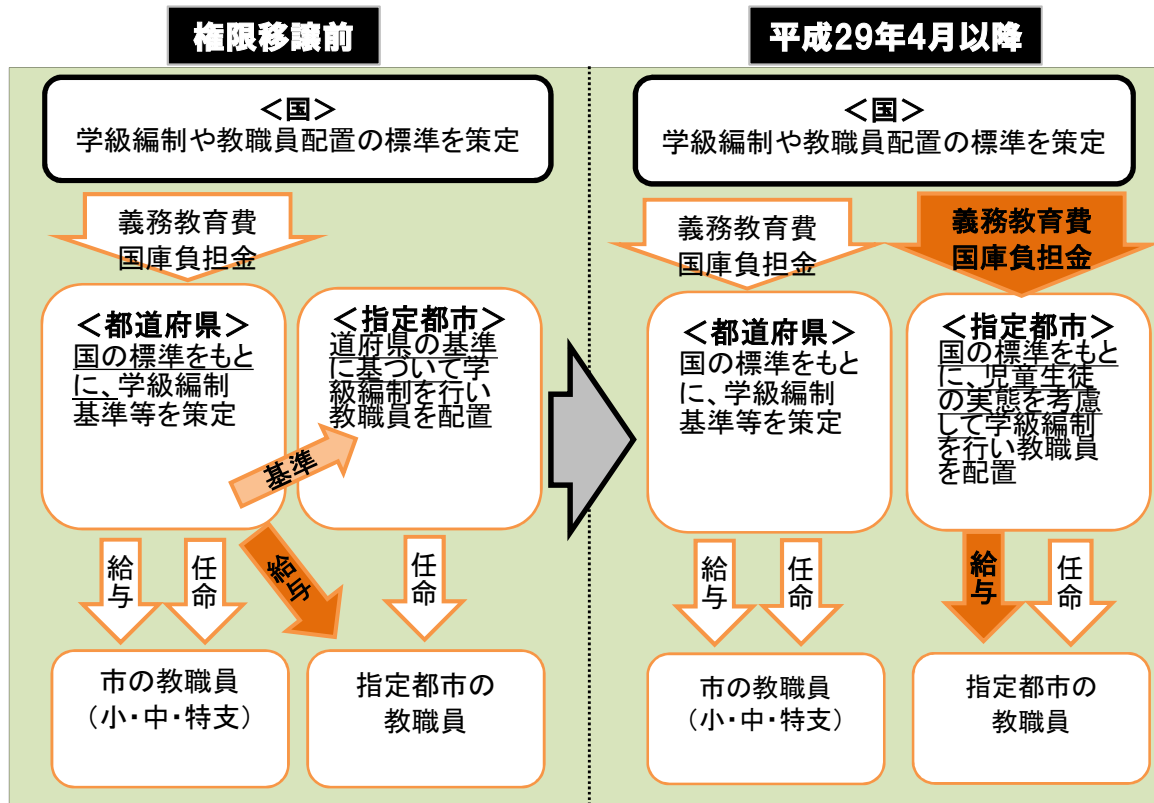 権限移譲前
＜国＞
学級編制や教職員配置の標準を策定
義務教育費
国庫負担金
＜都道府県＞
国の標準をもと
に、学級編制
基準等を策定
＜指定都市＞
道府県の基準
に基づいて学
級編制を行い
教職員を配置
基準
給与
任命
給与
任命
市の教職員
（小・中・特支）
指定都市の
教職員
平成29年4月以降
＜国＞
学級編制や教職員配置の標準を策定
義務教育費
国庫負担金
義務教育費
国庫負担金
＜都道府県＞
国の標準をもと
に、学級編制
基準等を策定
＜指定都市＞
国の標準をもと
に、児童生徒
の実態を考慮
して学級編制
を行い教職員
を配置
給与
任命
給与
任命
市の教職員
（小・中・特支）
指定都市の
教職員